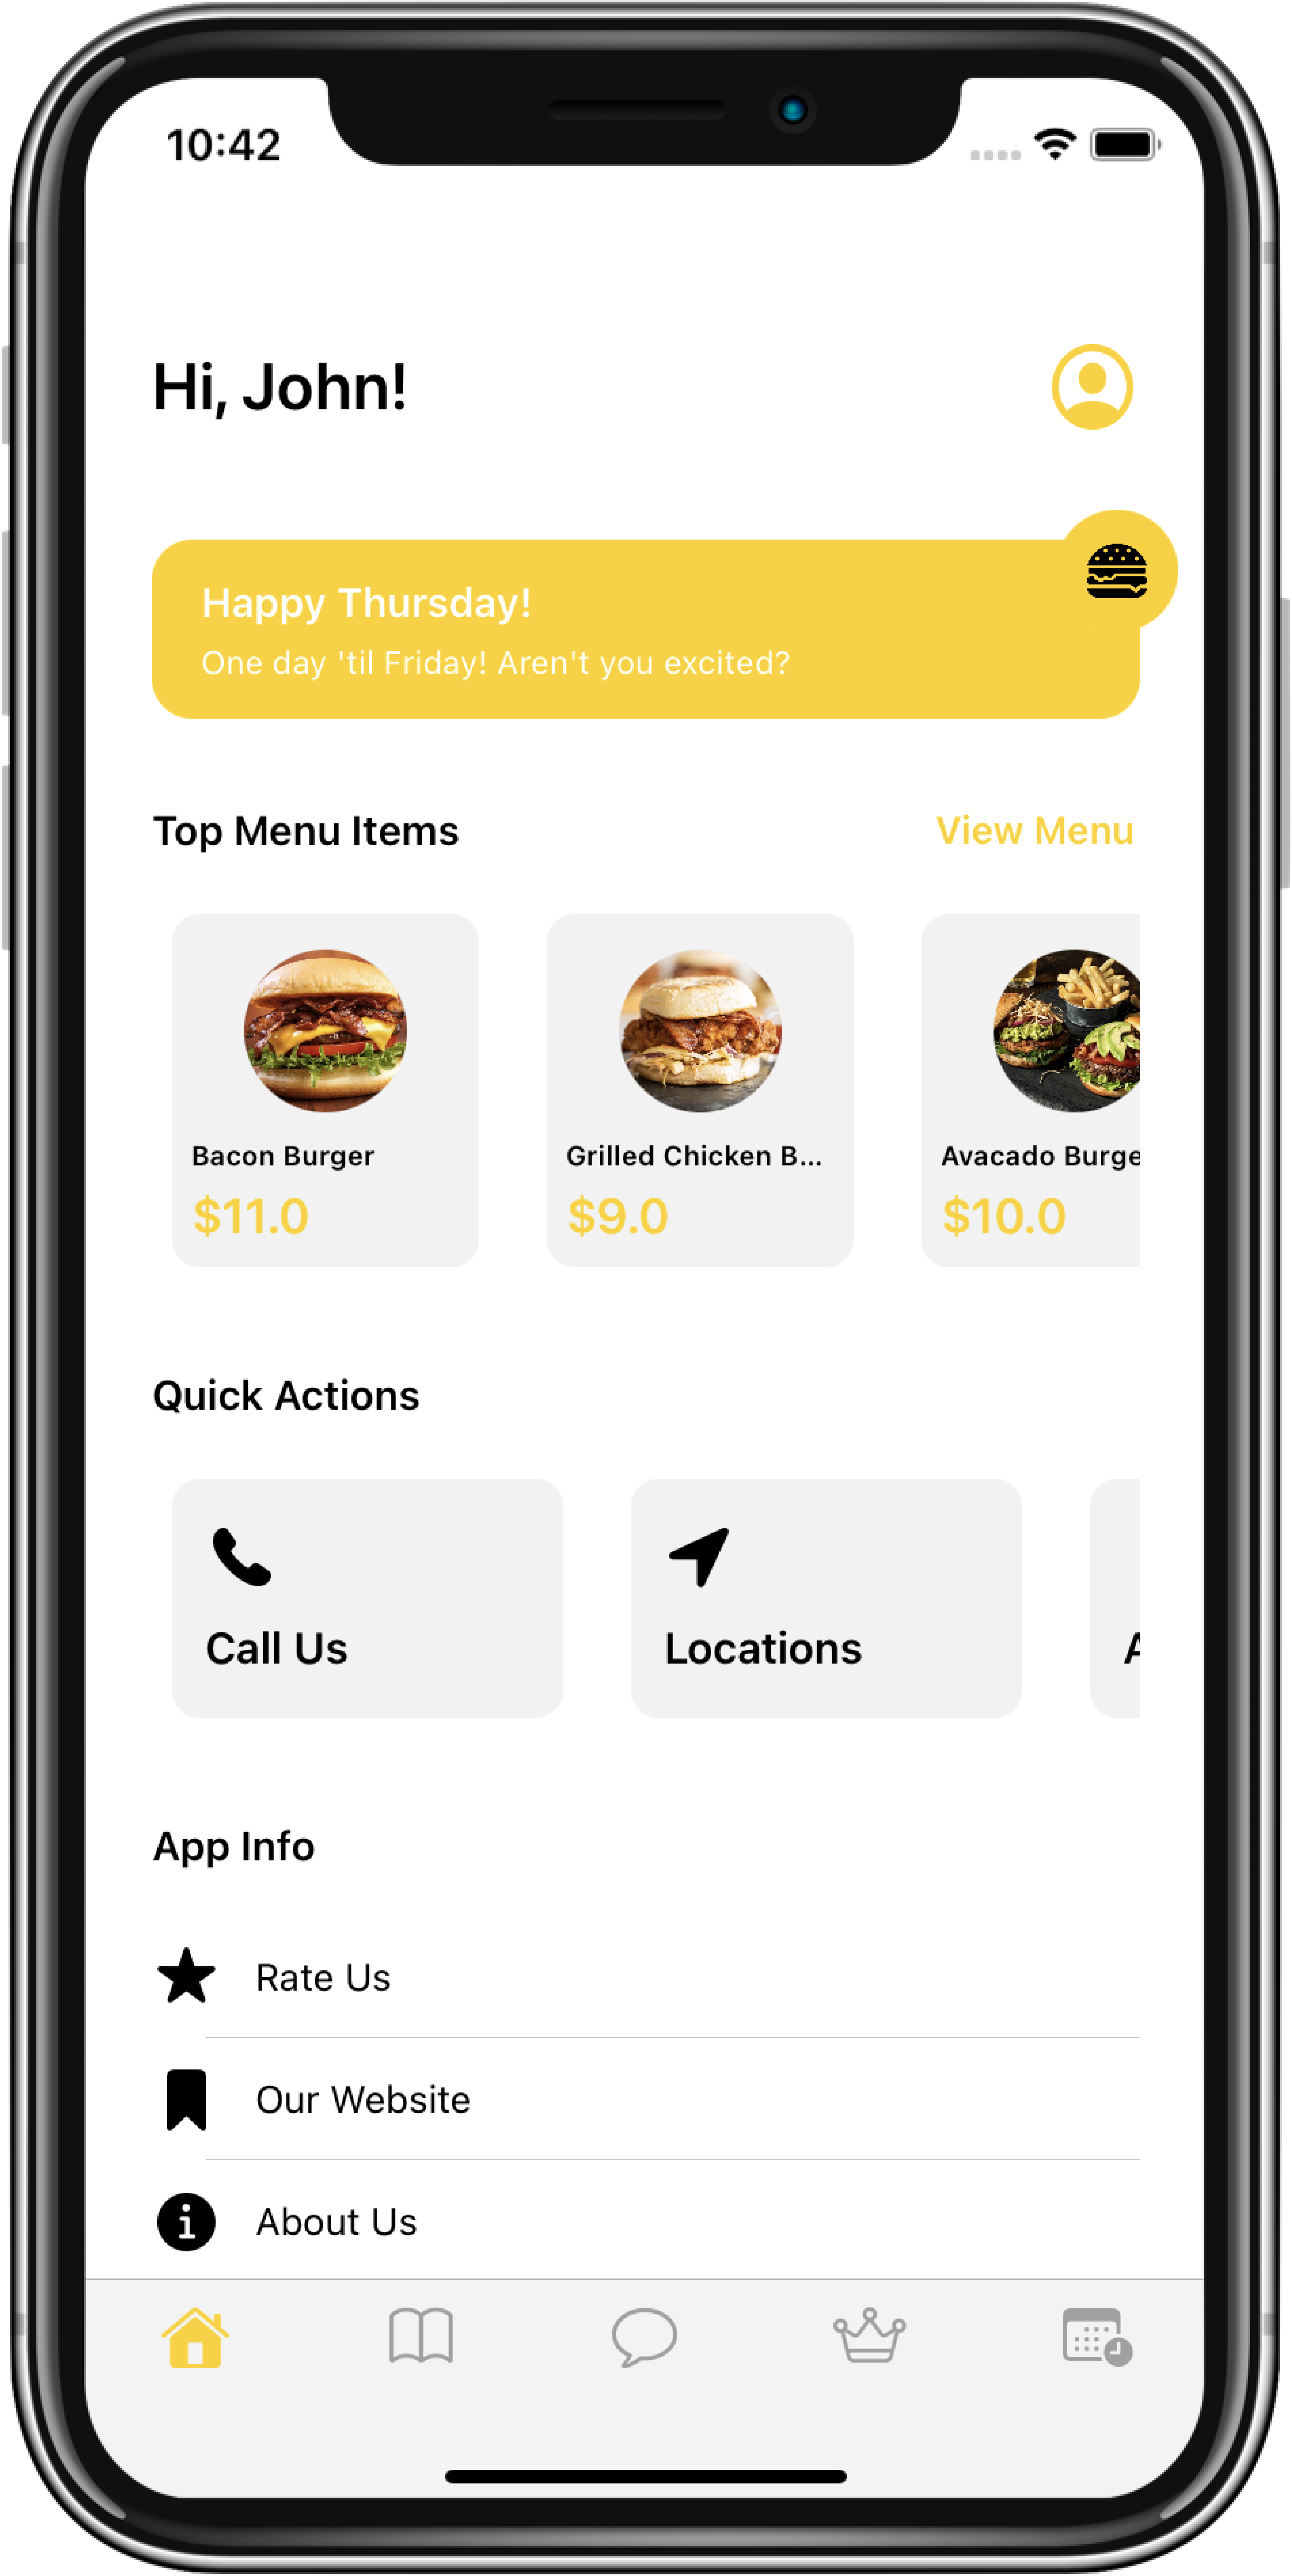 10:42
Hi, John!
Happy Thursday!
One day 'til Friday! Aren't you excited?
Top Menu Items
View Menu
Bacon Burger
Grilled Chicken B...
Avacado Burge
$11.0
$9.0
$10.0
Quick Actions
Call Us
Locations
App Info
Rate Us
Our Website
About Us